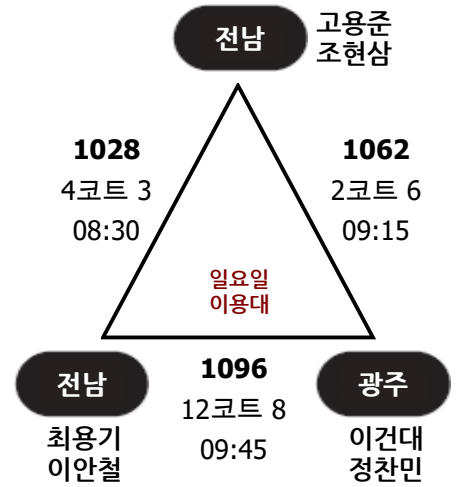 전남
고용준
조현삼
1028
4코트 3
08:30
1062
2코트 6
09:15
일요일
이용대
전남
최용기
이안철
1096
12코트 8
09:45
광주
이건대
정찬민